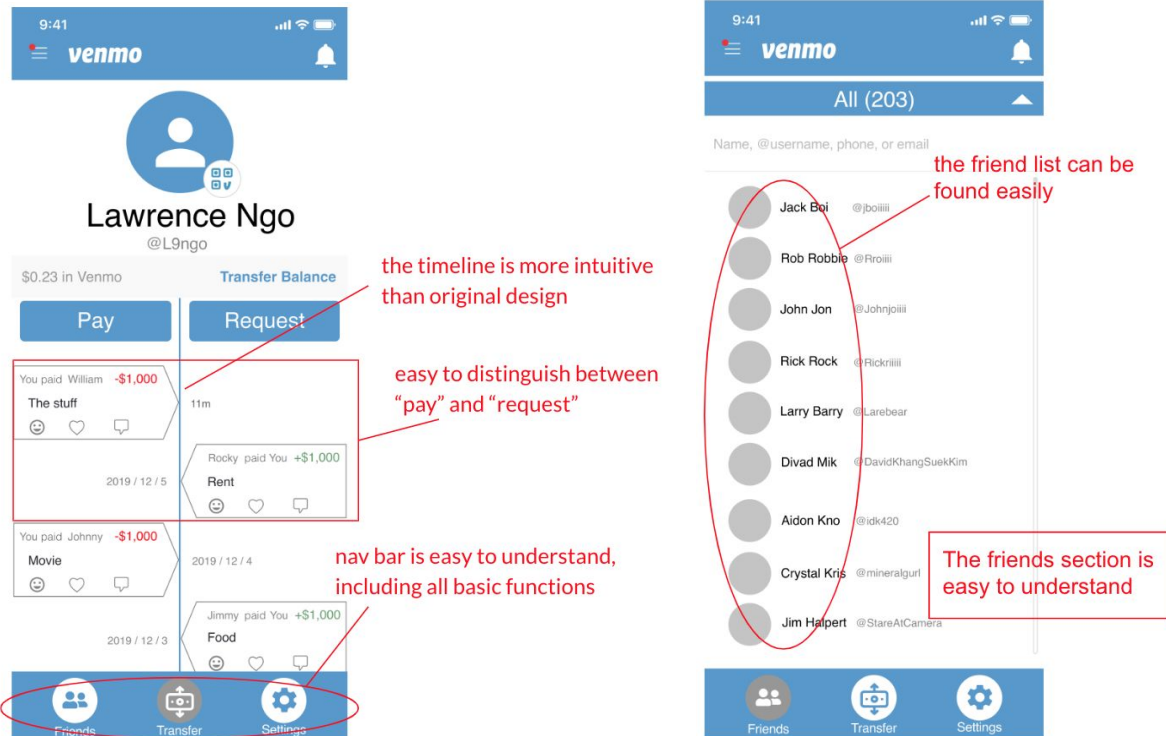 9:41
venmo
Lawrence Ngo
@L9ngo
$0.23 in Venmo
Transfer Balance
Pay
Request
You paid William -$1,000
The stuff
11m
Rocky paid You +$1,000
Rent
2019 / 12 / 5
You paid Johnny -$1,000
Movie
2019 / 12 / 4
Jimmy paid You +$1,000
Food
2019 / 12 / 3
Friends
Transfer
Settings
the timeline is more intuitive
than original design
easy to distinguish between
“pay” and “request”
nav bar is easy to understand,
including all basic functions
9:41
venmo
All (203)
Name, @username, phone, or email
the friend list can be
found easily
Jack Boi @jboiiiii
Rob Robbie @Rroiiii
John Jon @Johnjoiiii
Rick Rock @Rickriiiii
Larry Barry @Larebear
Divad Mik @DavidKhangSuekKim
Aidon Kno @idk420
Crystal Kris @mineralgurl
Jim Halpert @StareAtCamera
The friends section is
easy to understand
Friends
Transfer
Settings